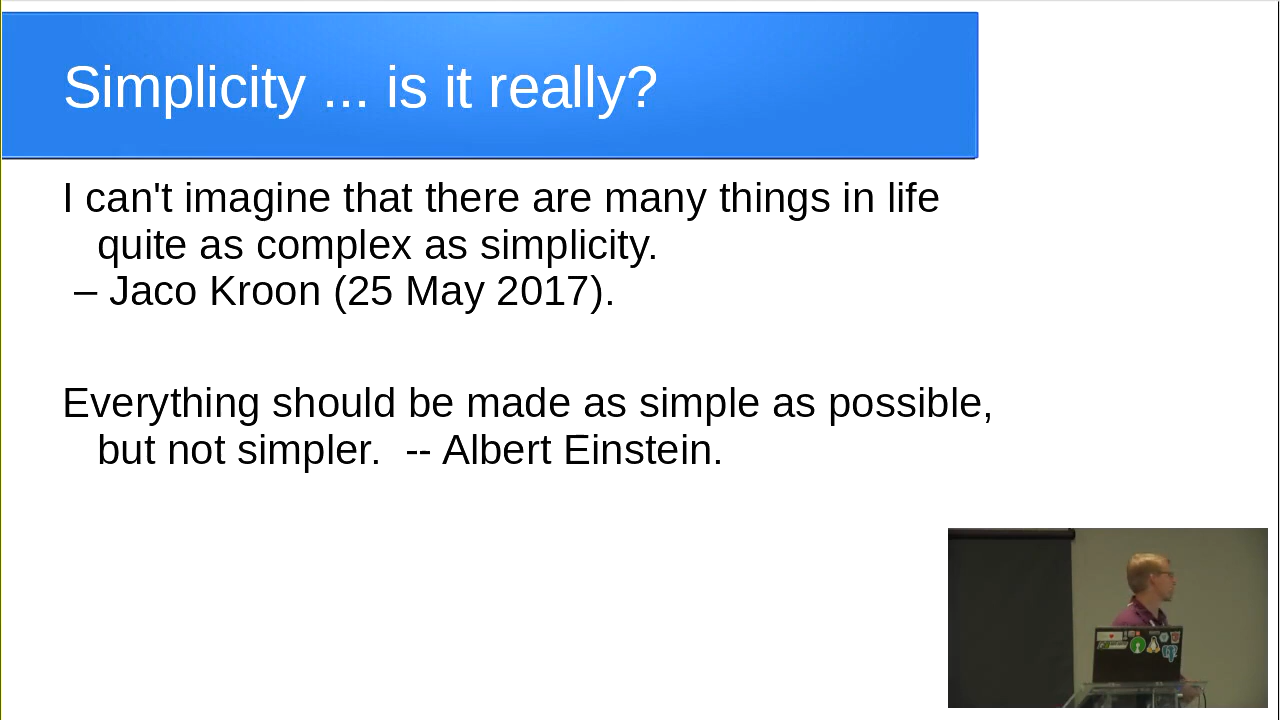 Simplicity ... is it really?
I can't imagine that there are many things in life
quite as complex as simplicity.
– Jaco Kroon (25 May 2017).
Everything should be made as simple as possible,
but not simpler.  -- Albert Einstein.